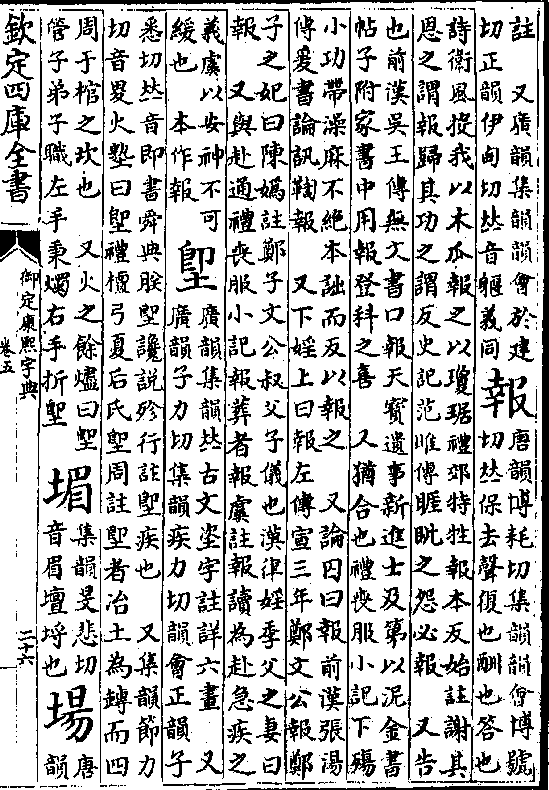 註　又廣韻集韻韻會於建
切正韻伊甸切𠀤音躽義同
報
唐韻博耗切集韻韻會博號
切𠀤保去聲復也酬也答也
詩衛風投我以木瓜報之以瓊琚禮郊特牲報本反始註謝其
恩之謂報歸其功之謂反史記范雎傳睚眦之怨必報　又告
也前漢吳王傳無文書口報天寶遺事新進士及第以泥金書
帖子附家書中用報登科之喜　又猶合也禮喪服小記下殤
小功帶澡麻不絶本詘而反以報之　又論囚曰報前漢張湯
傳爰書論訊鞫報　又下婬上曰報左傳宣三年鄭文公報鄭
子之妃曰陳嬀註鄭子文公叔父子儀也漢律婬季父之妻曰
報　又與赴通禮喪服小記報葬者報虞註報讀為赴急疾之
義虞以安神不可
緩也　本作報
堲
廣韻集韻𠀤古文垐字註詳六畫　又
廣韻子力切集韻疾力切韻會正韻子
悉切𠀤音即書舜典朕堲讒說殄行註堲疾也　又集韻節力
切音畟火塾曰堲禮檀弓夏后氏堲周註堲者冶土為甎而四
周于棺之坎也　又火之餘燼曰堲
管子弟子職左手秉燭右手折堲
堳
集韻旻悲切
音眉壇埒也
場
唐
韻
欽定四庫全書
御定康熙字典
卷五
二十六